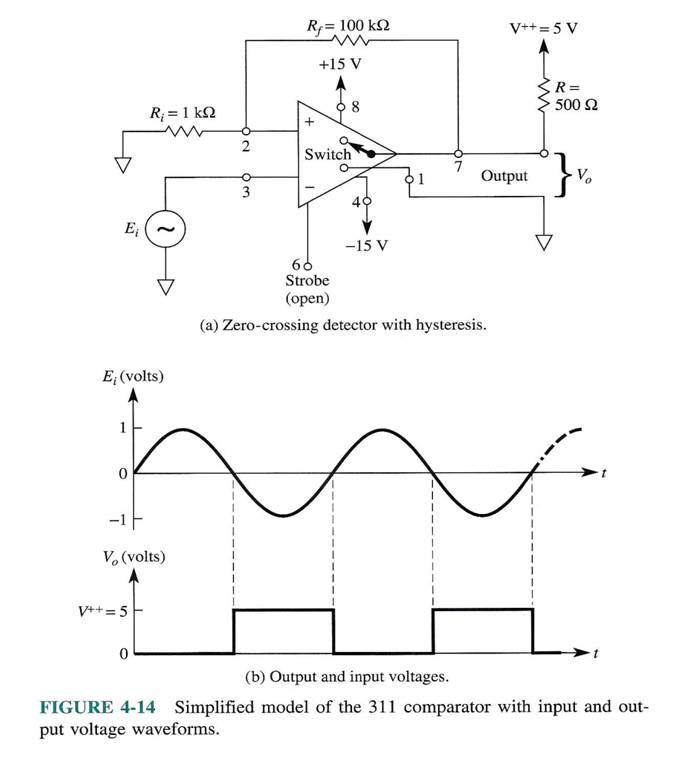 R_f = 100 kΩ
V++ = 5 V
+15 V
R =
500 Ω
8
R_i = 1 kΩ
+
2
Switch
7
Output
V_o
3
−
1
4
E_i
~
−15 V
6
Strobe
(open)
(a) Zero-crossing detector with hysteresis.
E_i (volts)
1
0
t
−1
V_o (volts)
V++ = 5
0
t
(b) Output and input voltages.
FIGURE 4-14 Simplified model of the 311 comparator with input and out-
put voltage waveforms.